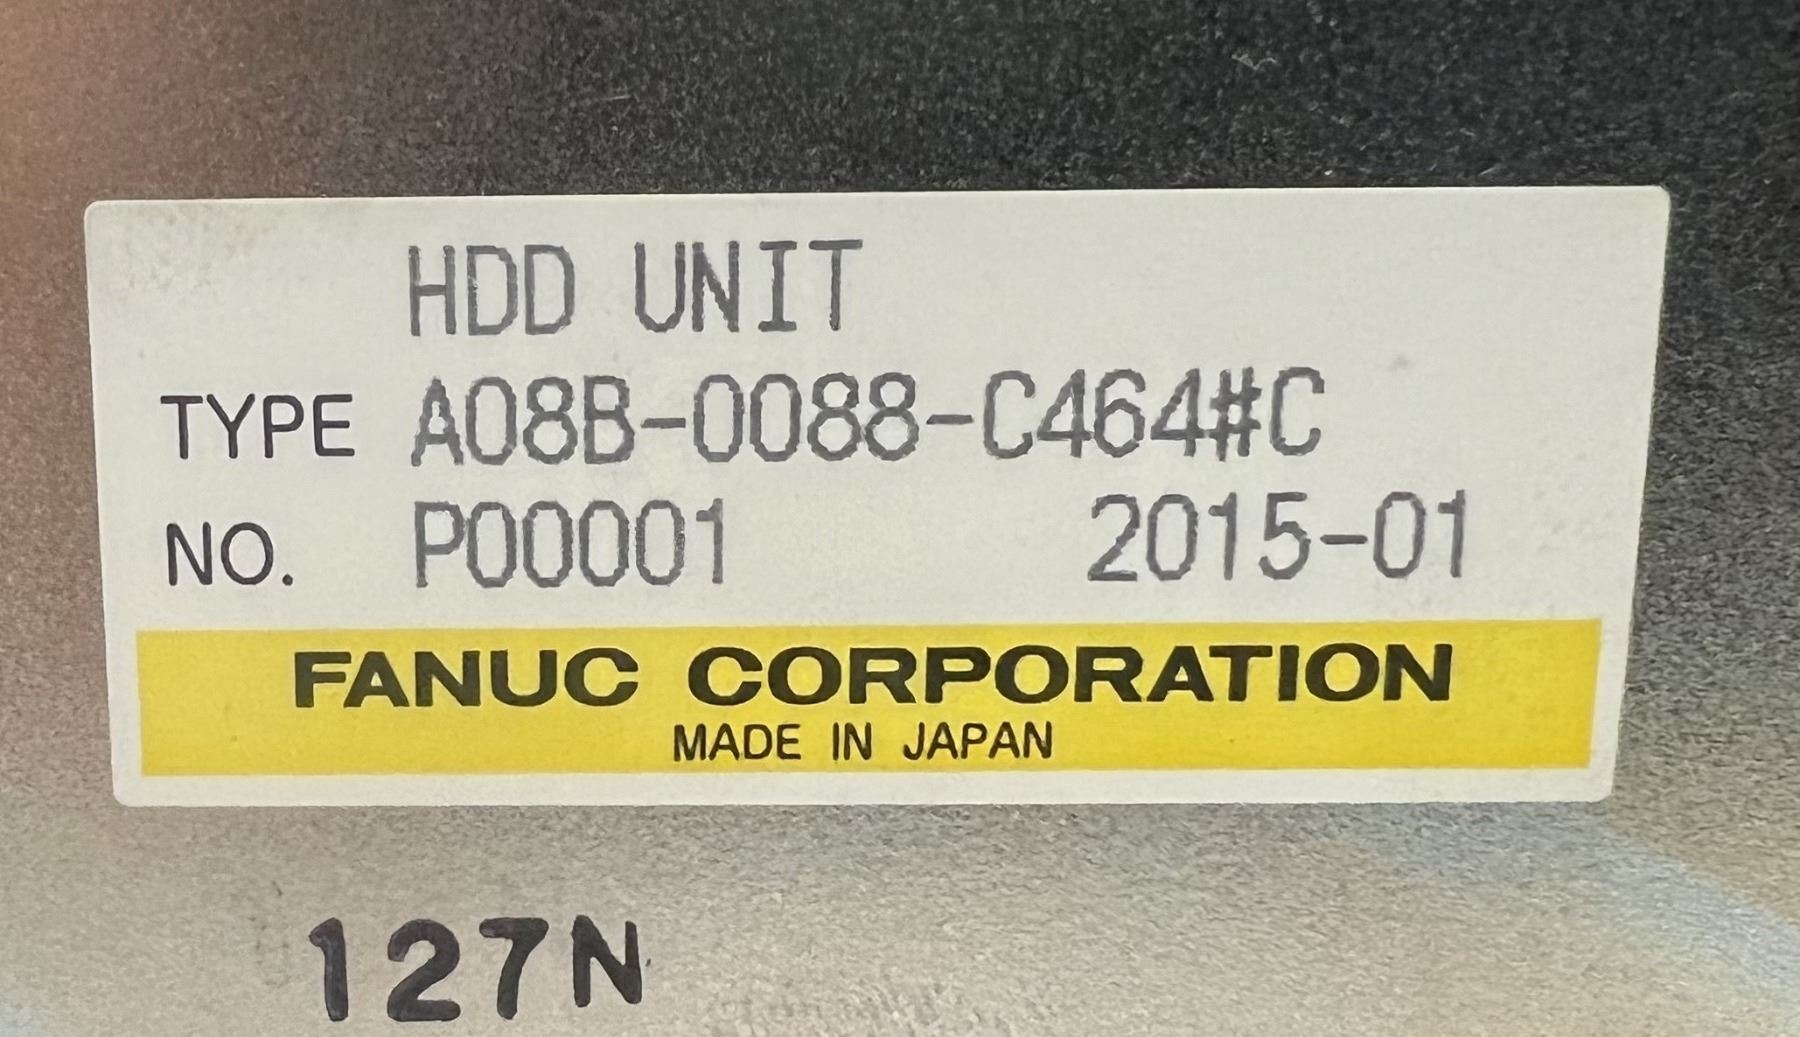 HDD UNIT
TYPE A08B-0088-C464#C
NO. P00001 2015-01
FANUC CORPORATION
MADE IN JAPAN
127N